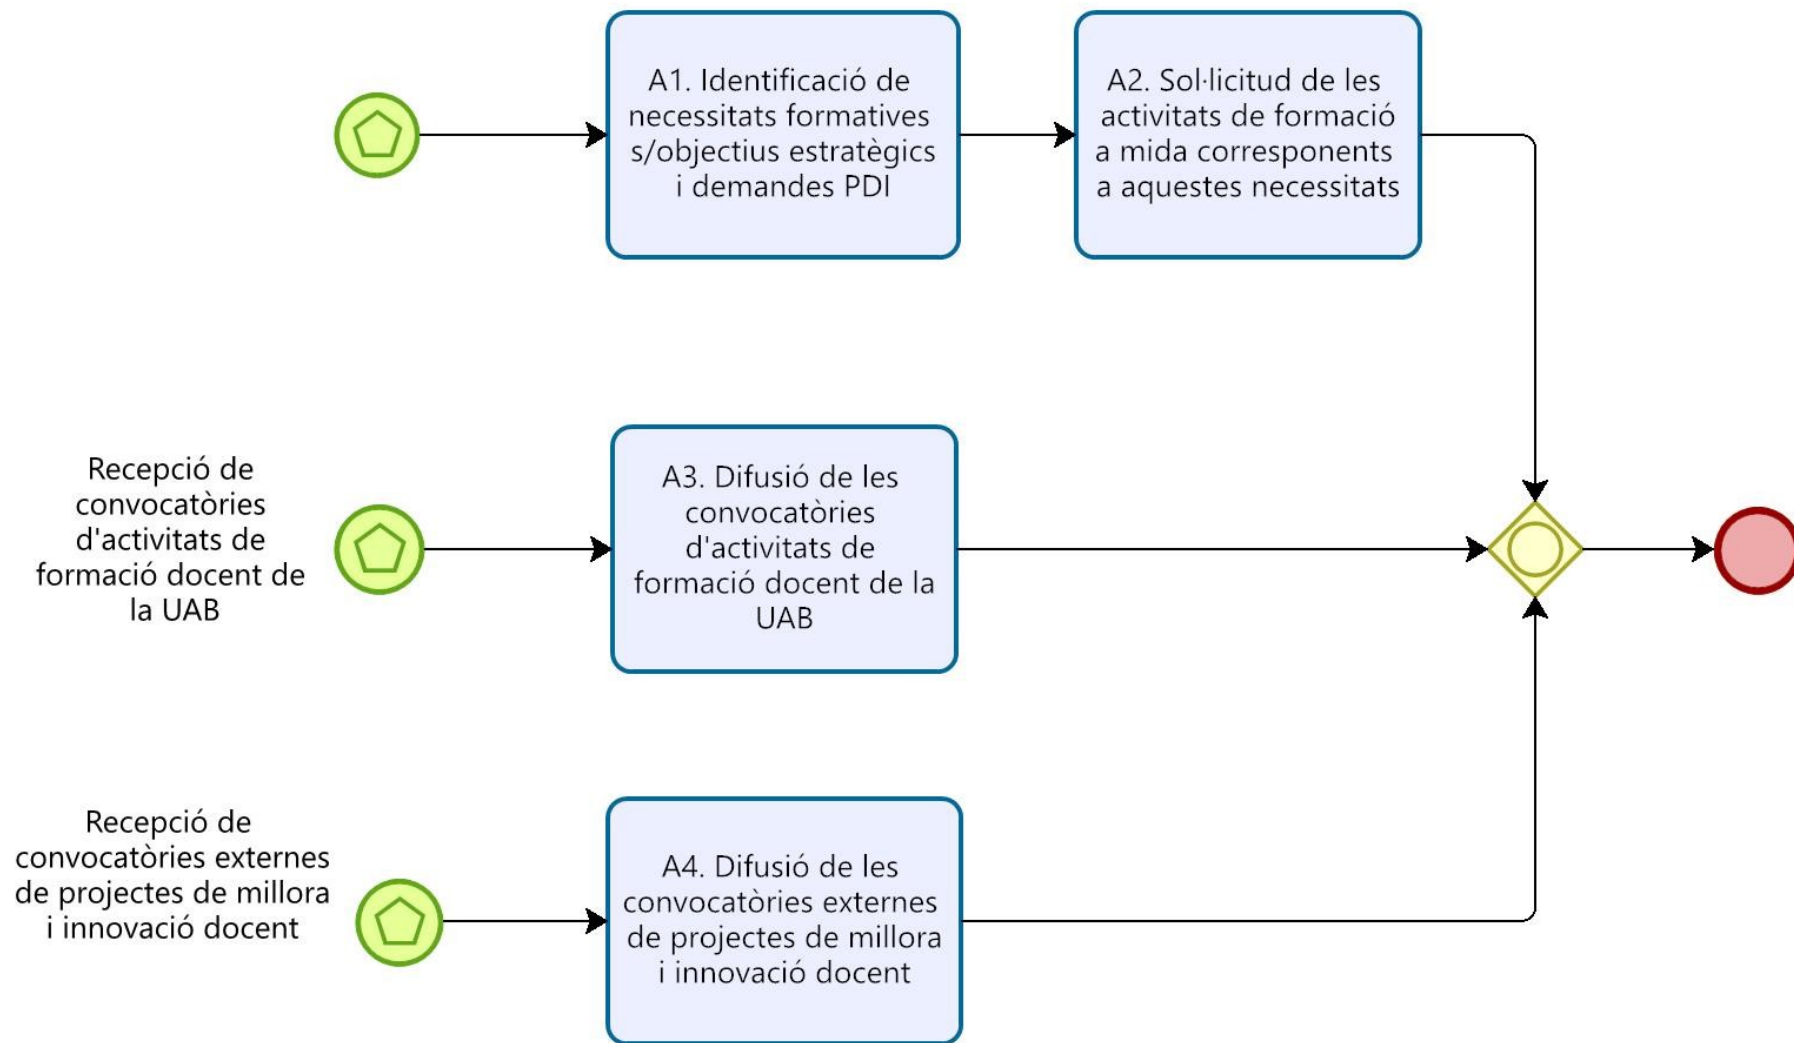 A1. Identificació de
necessitats formatives
s/objectius estratègics
i demandes PDI
A2. Sol·licitud de les
activitats de formació
a mida corresponents
a aquestes necessitats
Recepció de
convocatòries
d'activitats de
formació docent de
la UAB
A3. Difusió de les
convocatòries
d'activitats de
formació docent de la
UAB
Recepció de
convocatòries externes
de projectes de millora
i innovació docent
A4. Difusió de les
convocatòries externes
de projectes de millora
i innovació docent